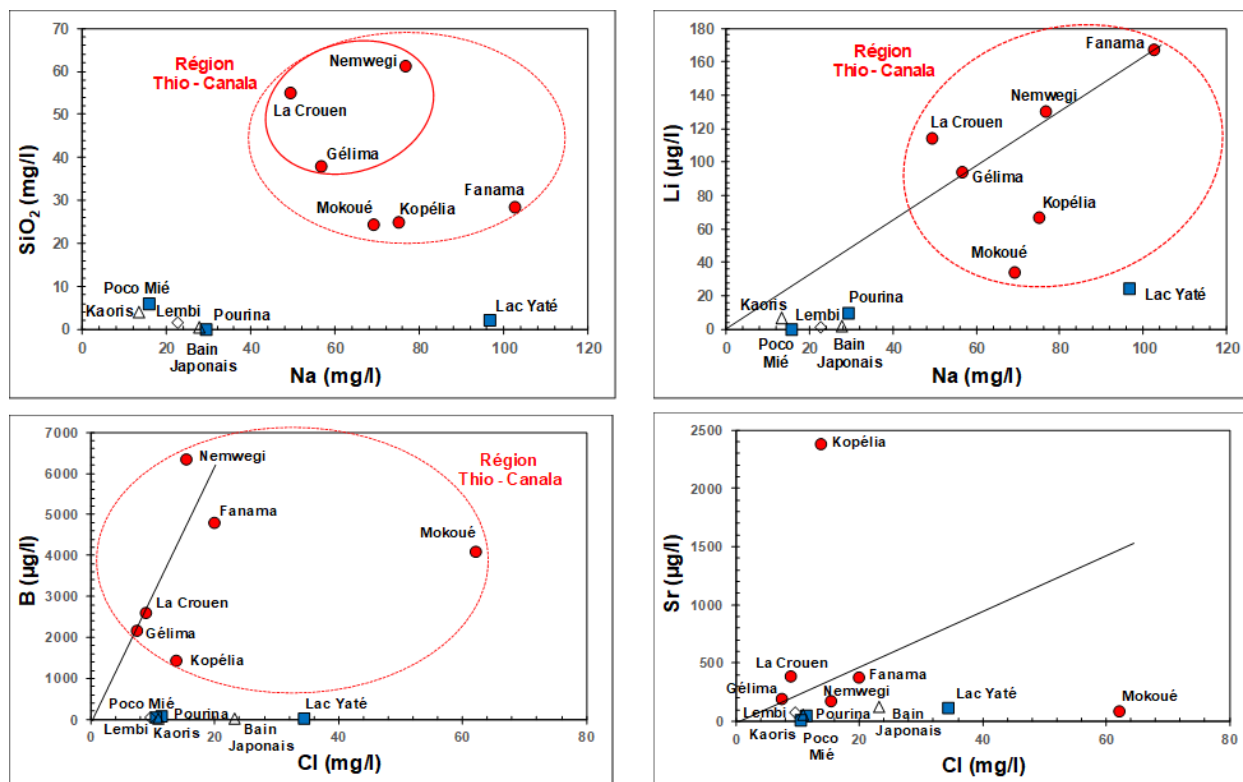 SiO2 (mg/l)
70
60
50
40
30
20
10
0
Région
Thio - Canala
Nemwegi
La Crouen
Gélima
Mokoué
Kopélia
Fanama
Poco Mié
Kaoris
Lembi
Pourina
Bain
Japonais
Lac Yaté
0 20 40 60 80 100 120
Na (mg/l)
Li (µg/l)
180
160
140
120
100
80
60
40
20
0
Région
Thio - Canala
Fanama
Nemwegi
La Crouen
Gélima
Kopélia
Mokoué
Lac Yaté
Kaoris
Pourina
Lembi
Poco
Mié
Bain
Japonais
0 20 40 60 80 100 120
Na (mg/l)
B (µg/l)
7000
6000
5000
4000
3000
2000
1000
0
Nemwegi
Région
Thio - Canala
Fanama
Mokoué
La Crouen
Gélima
Kopélia
Poco Mié
Pourina
Lac Yaté
Lembi
Kaoris
Bain
Japonais
0 20 40 60 80
Cl (mg/l)
Sr (µg/l)
2500
2000
1500
1000
500
0
Kopélia
La Crouen
Fanama
Gélima
Nemwegi
Lac Yaté
Mokoué
Lembi
Pourina
Bain
Japonais
Kaoris
Poco
Mié
0 20 40 60 80
Cl (mg/l)